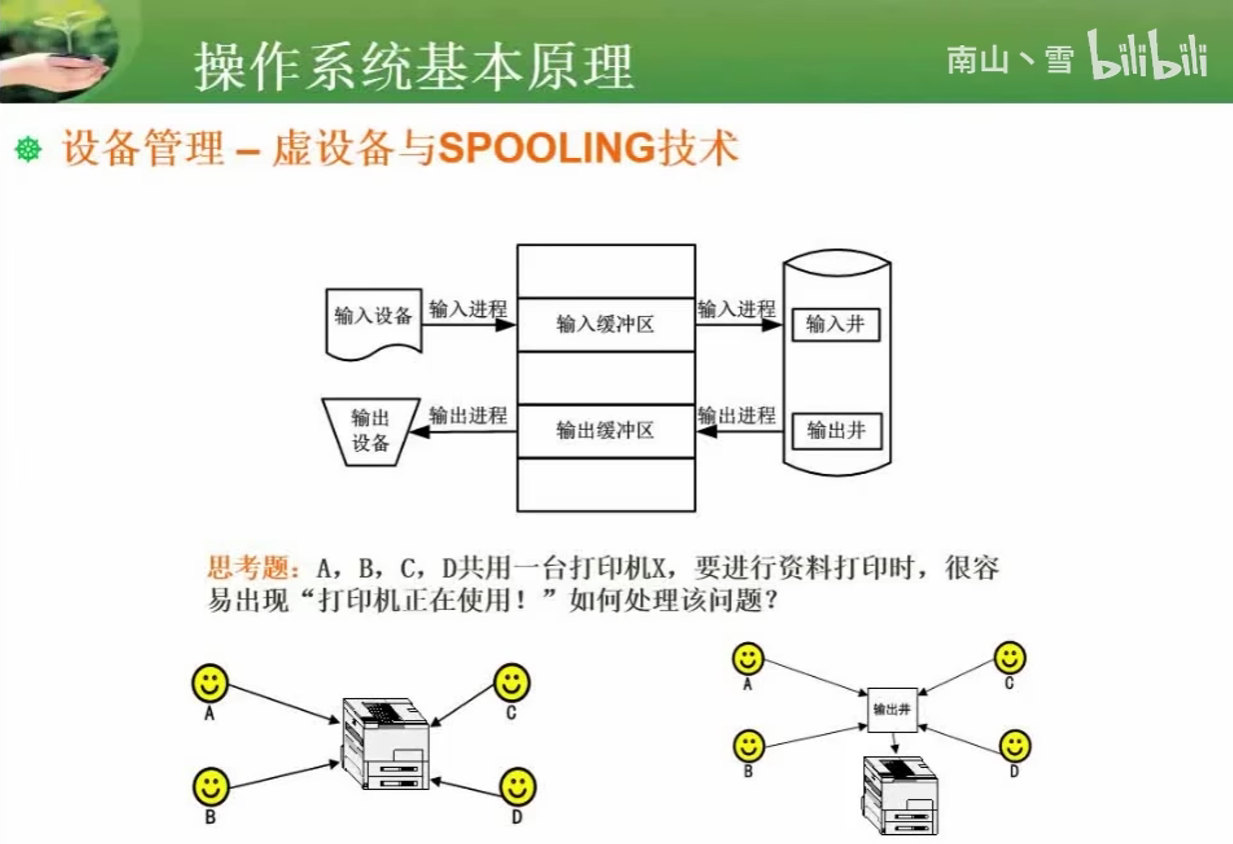 操作系统基本原理
南山丶雪 bilibili
设备管理 – 虚设备与SPOOLING技术
输入设备
输入进程
输入缓冲区
输入进程
输入井
输出
设备
输出进程
输出缓冲区
输出进程
输出井
思考题：A，B，C，D共用一台打印机X，要进行资料打印时，很容
易出现“打印机正在使用！”如何处理该问题？
A
C
B
D
A
C
输出井
B
D